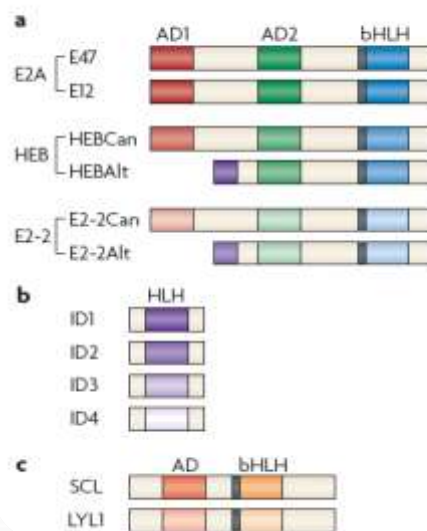 a
AD1 AD2 bHLH
E2A
E47
E12
HEB
HEBCan
HEBAlt
E2-2
E2-2Can
E2-2Alt
b
HLH
ID1
ID2
ID3
ID4
c
AD bHLH
SCL
LYL1